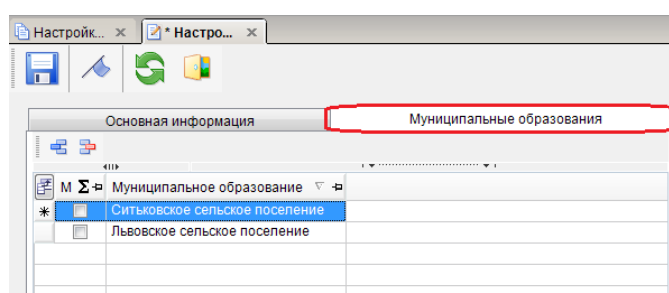 Настройк... x * Настро... x
Основная информация Муниципальные образования
М Σ Муниципальное образование
* Ситьковское сельское поселение
Львовское сельское поселение